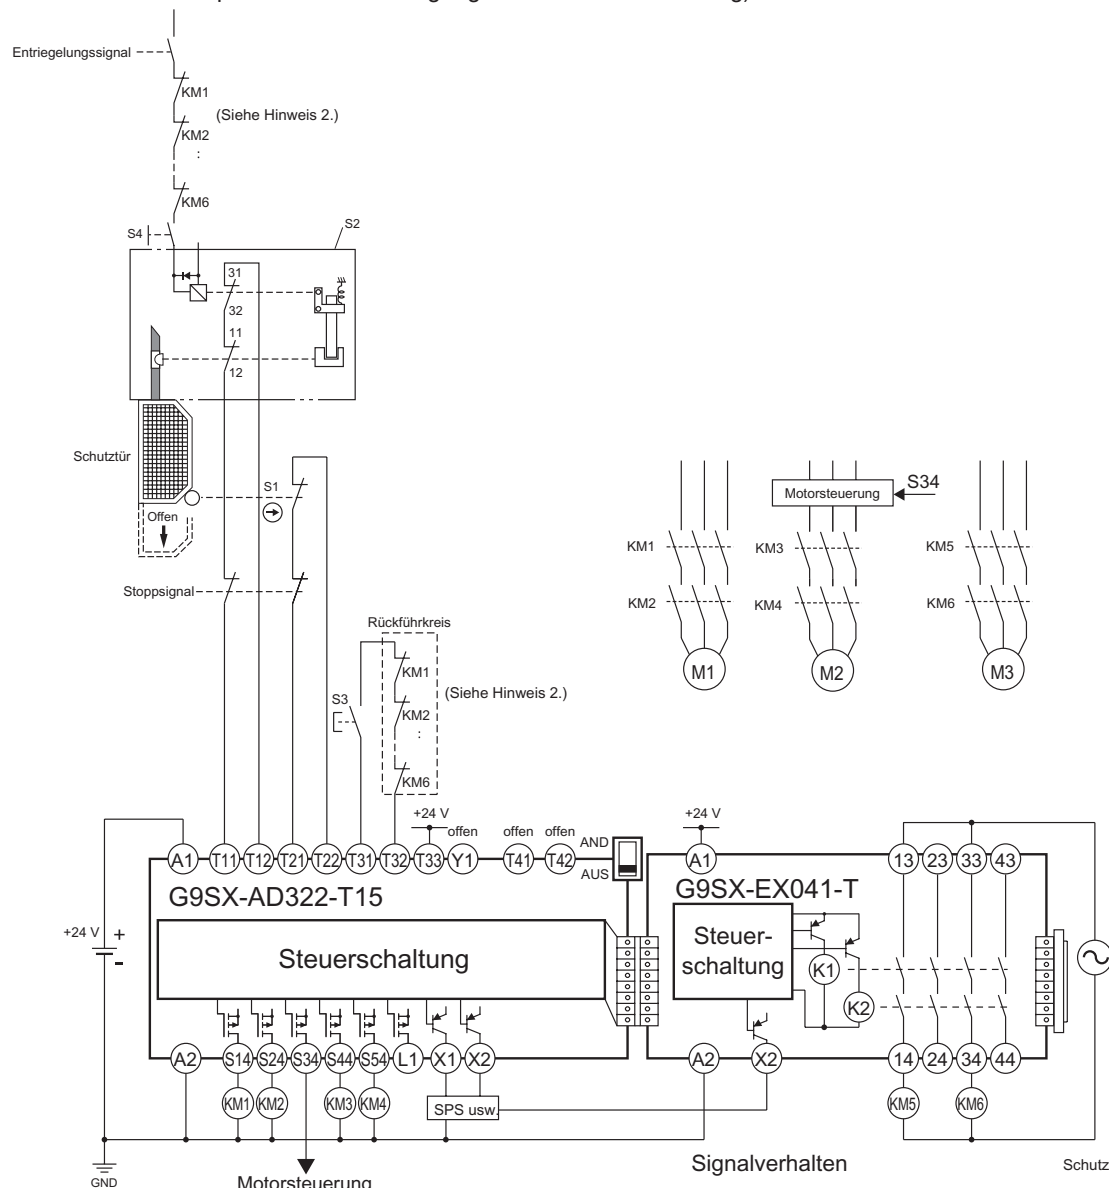 Entriegelungssignal
KM1
(Siehe Hinweis 2.)
KM2
:
KM6
S4
S2
31
32
11
12
Schutztür
S1
Offen
Stoppsignal
Rückführkreis
KM1
S3
(Siehe Hinweis 2.)
KM2
:
KM6
S34
Motorsteuerung
KM1
KM3
KM5
KM2
KM4
KM6
M1
M2
M3
+24 V
offen
offen
offen
AND
AUS
A1
T11
T12
T21
T22
T31
T32
T33
Y1
T41
T42
+24 V
A1
13
23
33
43
G9SX-AD322-T15
G9SX-EX041-T
+24 V
+
-
Steuerschaltung
Steuer-
schaltung
K1
K2
A2
S14
S24
S34
S44
S54
L1
X1
X2
A2
X2
14
24
34
44
KM1
KM2
KM3
KM4
SPS usw.
KM5
KM6
GND
Motorsteuerung
Signalverhalten
Schutz